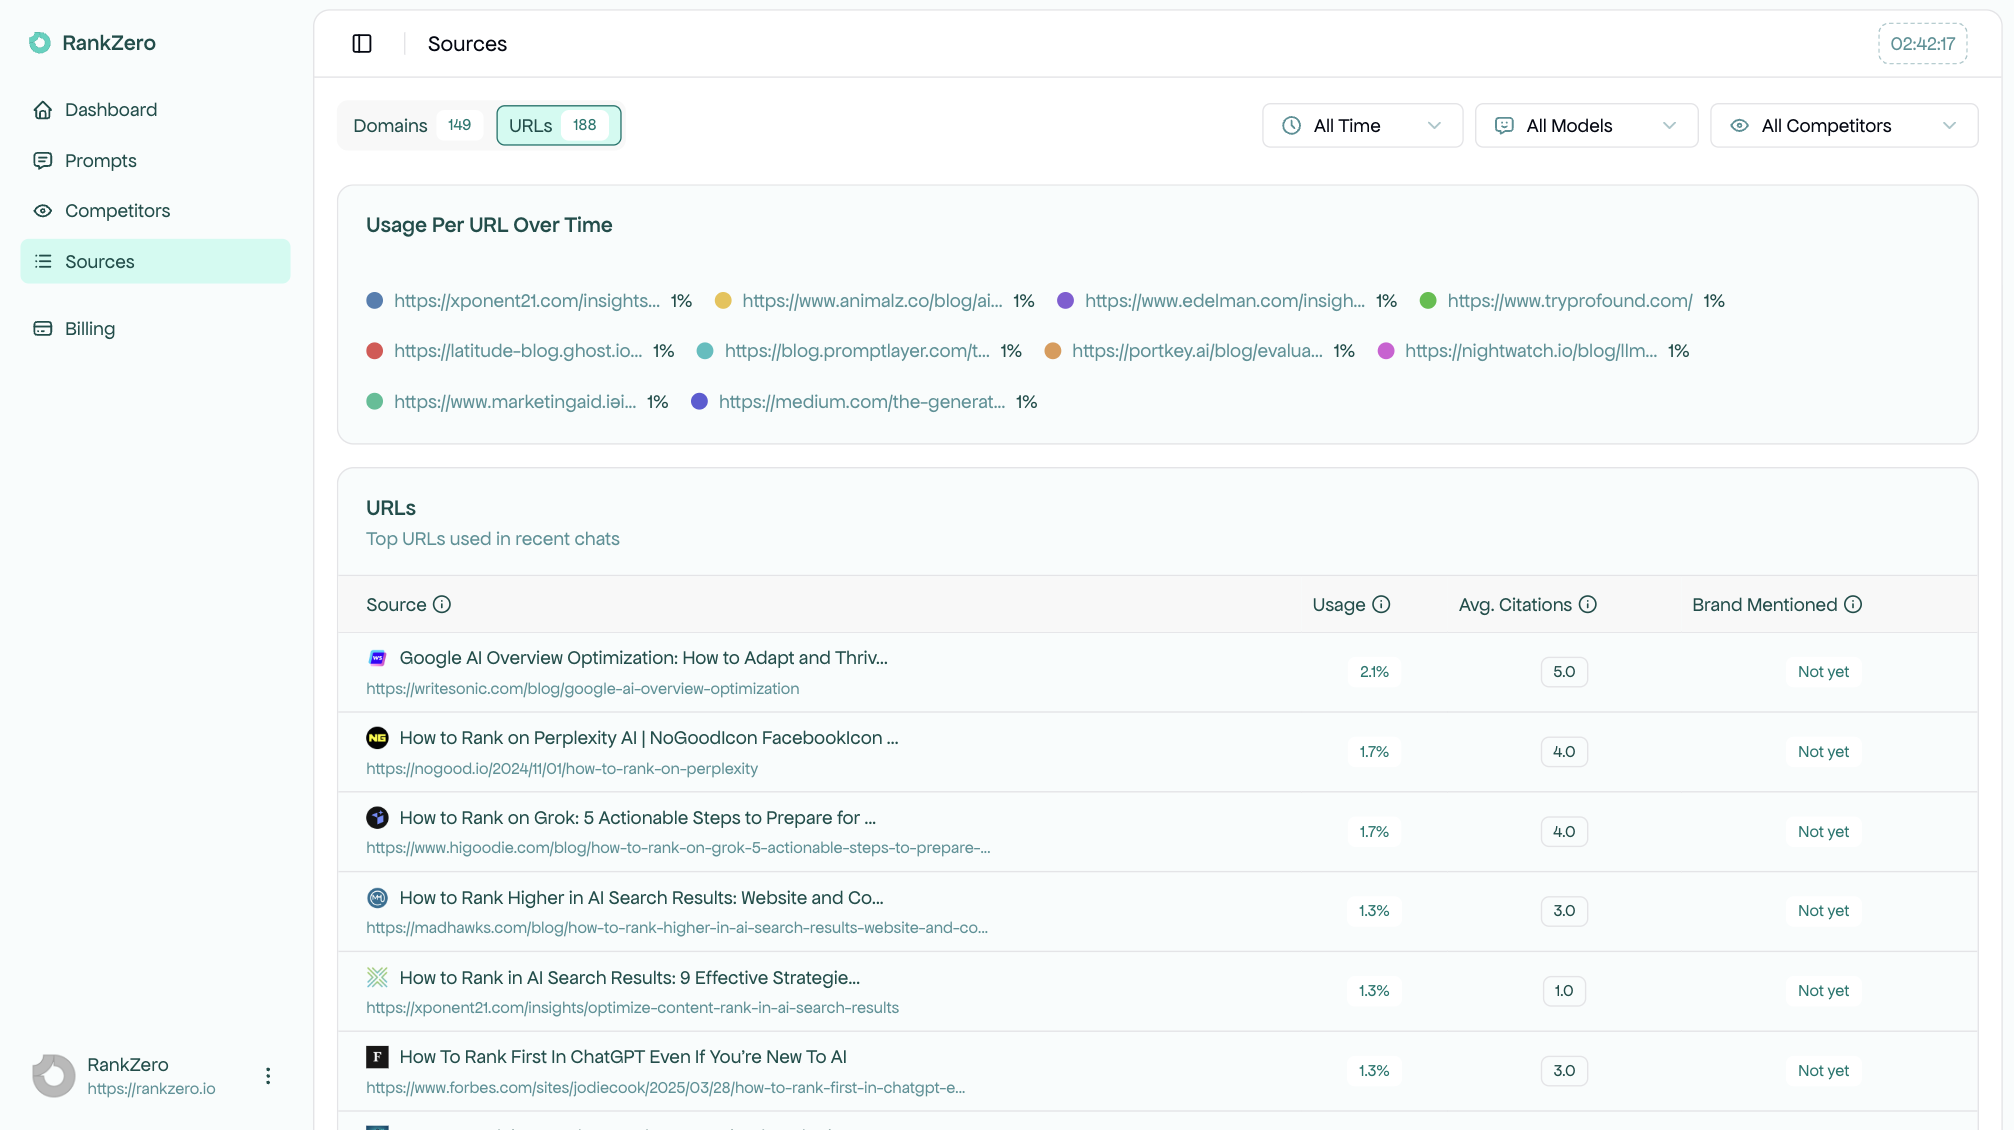 RankZero
Dashboard
Prompts
Competitors
Sources
Billing
RankZero
https://rankzero.io
Sources
02:42:17
Domains 149 URLs 188
All Time All Models All Competitors
Usage Per URL Over Time
https://xponent21.com/insights... 1% https://www.animalz.co/blog/ai... 1% https://www.edelman.com/insigh... 1% https://www.tryprofound.com/ 1%
https://latitude-blog.ghost.io... 1% https://blog.promptlayer.com/t... 1% https://portkey.ai/blog/evalua... 1% https://nightwatch.io/blog/llm... 1%
https://www.marketingaid.iəi... 1% https://medium.com/the-generat... 1%
URLs
Top URLs used in recent chats
Source Usage Avg. Citations Brand Mentioned
Google AI Overview Optimization: How to Adapt and Thriv...
https://writesonic.com/blog/google-ai-overview-optimization
2.1% 5.0 Not yet
NG How to Rank on Perplexity AI | NoGoodIcon FacebookIcon ...
https://nogood.io/2024/11/01/how-to-rank-on-perplexity
1.7% 4.0 Not yet
How to Rank on Grok: 5 Actionable Steps to Prepare for ...
https://www.higoodie.com/blog/how-to-rank-on-grok-5-actionable-steps-to-prepare-...
1.7% 4.0 Not yet
How to Rank Higher in AI Search Results: Website and Co...
https://madhawks.com/blog/how-to-rank-higher-in-ai-search-results-website-and-co...
1.3% 3.0 Not yet
How to Rank in AI Search Results: 9 Effective Strategie...
https://xponent21.com/insights/optimize-content-rank-in-ai-search-results
1.3% 1.0 Not yet
F How To Rank First In ChatGPT Even If You're New To AI
https://www.forbes.com/sites/jodiecook/2025/03/28/how-to-rank-first-in-chatgpt-e...
1.3% 3.0 Not yet